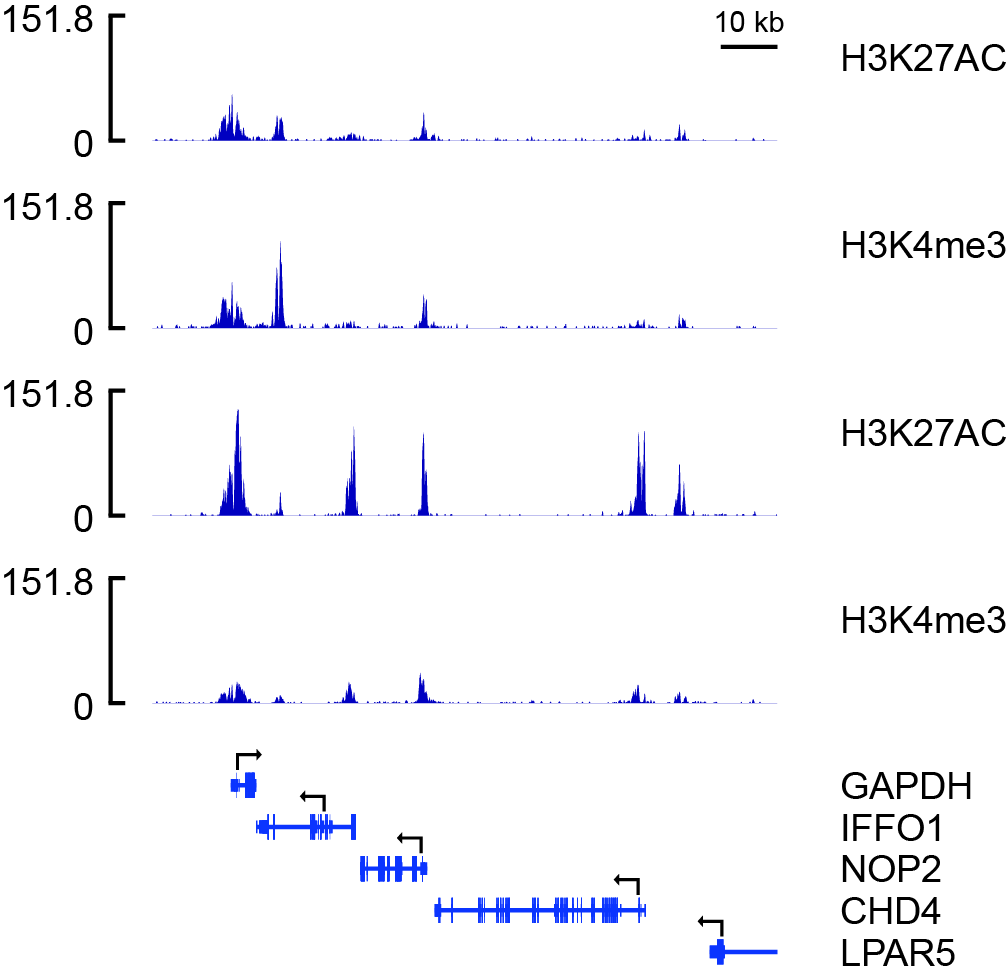 151.8
10 kb
H3K27AC
0
151.8
H3K4me3
0
151.8
H3K27AC
0
151.8
H3K4me3
0
GAPDH
IFFO1
NOP2
CHD4
LPAR5